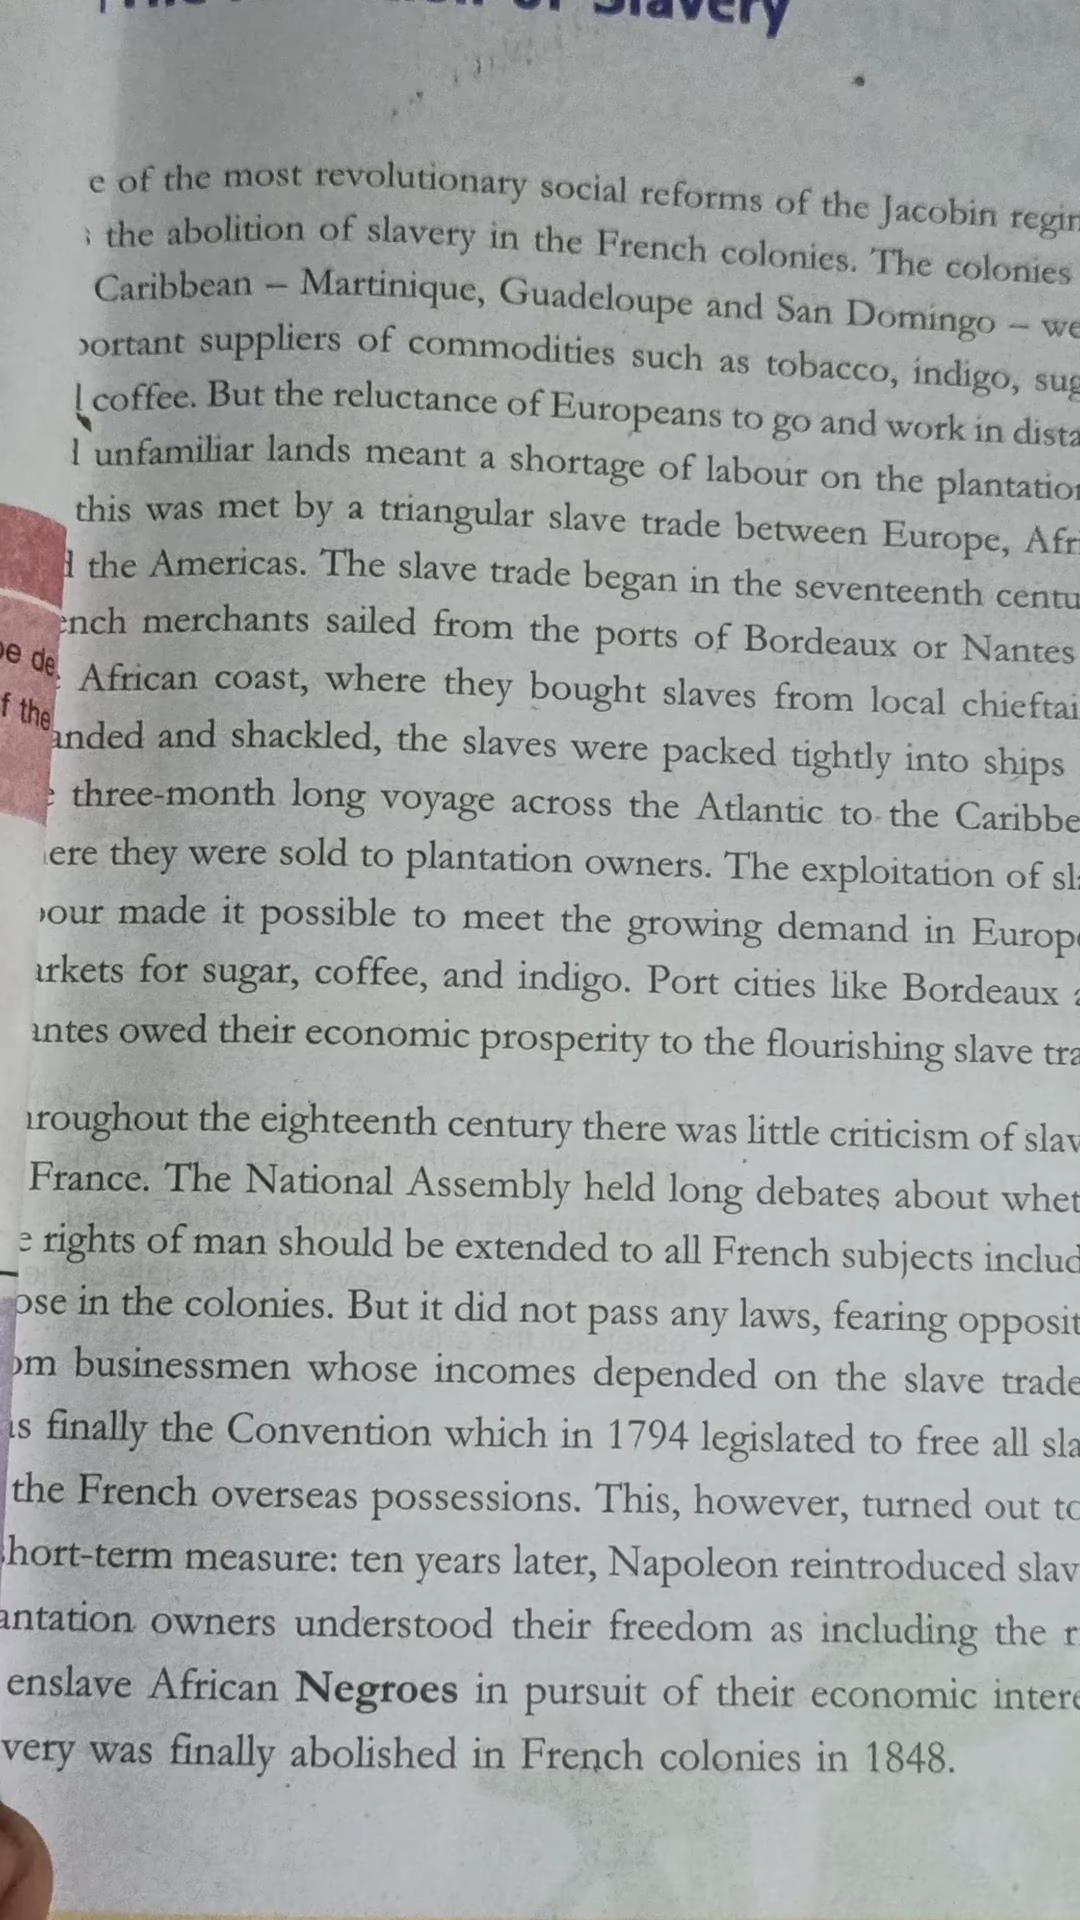 of Slavery
e of the most revolutionary social reforms of the Jacobin regin
s the abolition of slavery in the French colonies. The colonies
Caribbean – Martinique, Guadeloupe and San Domingo – we
portant suppliers of commodities such as tobacco, indigo, sug
l coffee. But the reluctance of Europeans to go and work in dista
l unfamiliar lands meant a shortage of labour on the plantation
this was met by a triangular slave trade between Europe, Afri
d the Americas. The slave trade began in the seventeenth centu
ench merchants sailed from the ports of Bordeaux or Nantes
African coast, where they bought slaves from local chieftai
anded and shackled, the slaves were packed tightly into ships
e three-month long voyage across the Atlantic to the Caribbe
ere they were sold to plantation owners. The exploitation of sla
bour made it possible to meet the growing demand in Europe
arkets for sugar, coffee, and indigo. Port cities like Bordeaux a
antes owed their economic prosperity to the flourishing slave tra
hroughout the eighteenth century there was little criticism of slav
France. The National Assembly held long debates about whet
e rights of man should be extended to all French subjects includ
ose in the colonies. But it did not pass any laws, fearing opposit
om businessmen whose incomes depended on the slave trade
as finally the Convention which in 1794 legislated to free all sla
the French overseas possessions. This, however, turned out to
short-term measure: ten years later, Napoleon reintroduced slav
antation owners understood their freedom as including the r
enslave African Negroes in pursuit of their economic intere
very was finally abolished in French colonies in 1848.
be de
f the